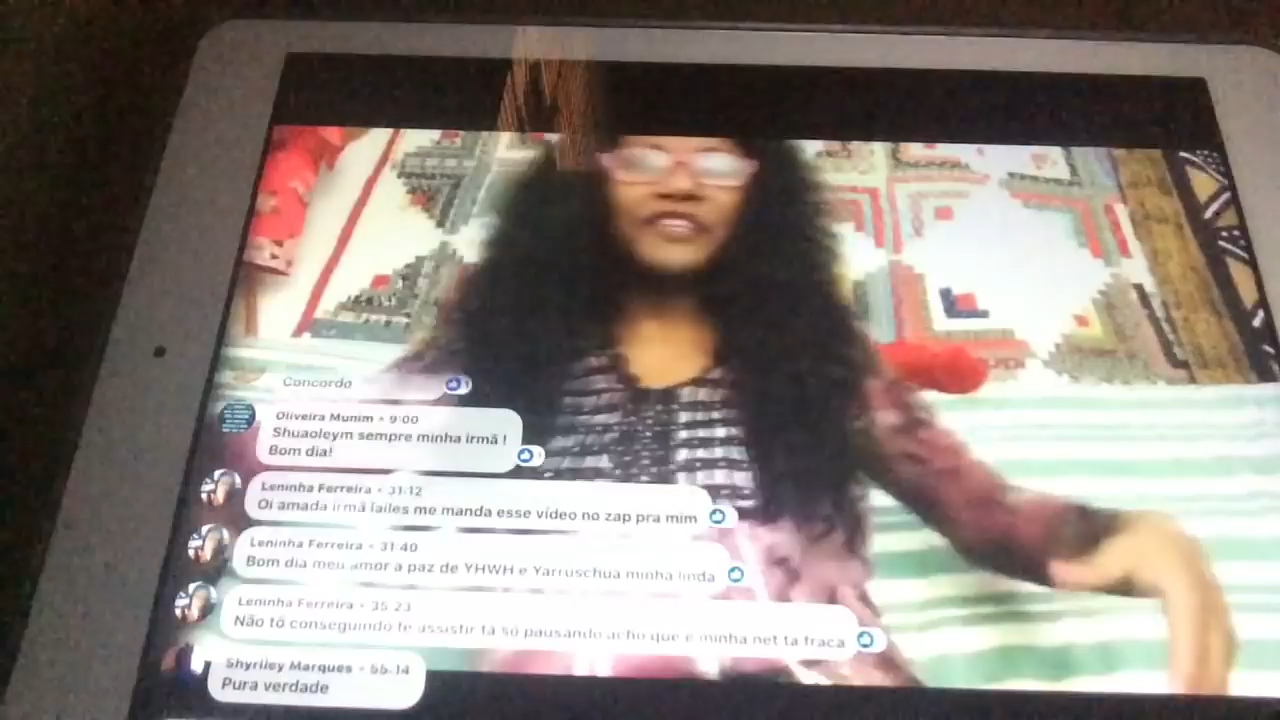 Concordo
Oliveira Munim • 9:00
Shuaoleym sempre minha irmã !
Bom dia!
Leninha Ferreira • 31:12
Oi amada irmã lailes me manda esse vídeo no zap pra mim
Leninha Ferreira • 31:40
Bom dia meu amor a paz de YHWH e Yarruschua minha linda
Leninha Ferreira • 35:23
Não tô conseguindo te assistir tá só pausando acho que é minha net ta fraca
Shyrlley Marques • 55:14
Pura verdade